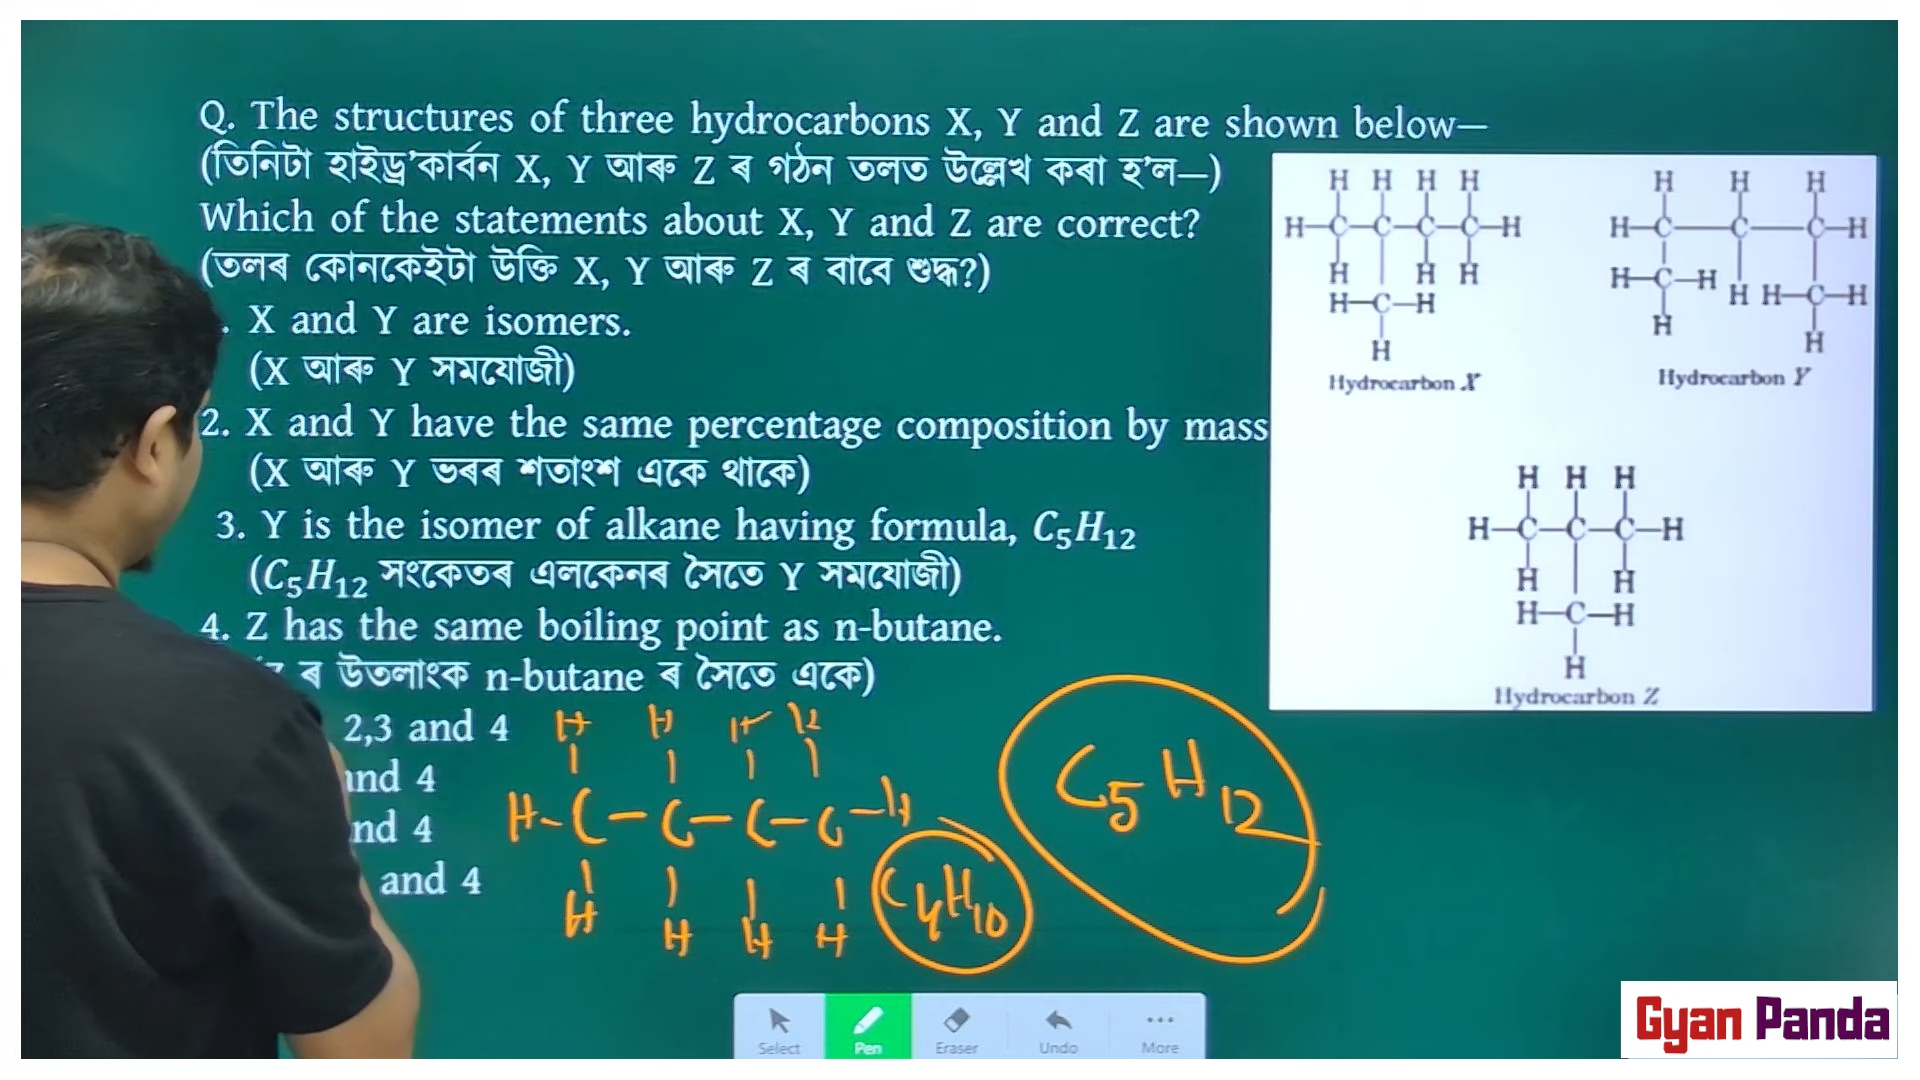 Q. The structures of three hydrocarbons X, Y and Z are shown below—
(তিনিটা হাইড্ৰ'কাৰ্বন X, Y আৰু Z ৰ গঠন তলত উল্লেখ কৰা হ'ল—)
Which of the statements about X, Y and Z are correct?
(তলৰ কোনকেইটা উক্তি X, Y আৰু Z ৰ বাবে শুদ্ধ?)
. X and Y are isomers.
(X আৰু Y সমযোজী)
2. X and Y have the same percentage composition by mass
(X আৰু Y ভৰৰ শতাংশ একে থাকে)
3. Y is the isomer of alkane having formula, C₅H₁₂
(C₅H₁₂ সংকেতৰ এলকেনৰ সৈতে Y সমযোজী)
4. Z has the same boiling point as n-butane.
ৰ উতলাংক n-butane ৰ সৈতে একে)
2,3 and 4
and 4
and 4
and 4
H H H H
H-C-C-C-C-H
H H H H
C₄H₁₀
C₅H₁₂
H H H H
H-C-C-C-C-H
H H H
H-C-H
H
Hydrocarbon X
H H H
H-C-C-C-H
H-C-H H H-C-H
H H
Hydrocarbon Y
H H H
H-C-C-C-H
H H
H-C-H
H
Hydrocarbon Z
Select Pen Eraser Undo More
Gyan Panda